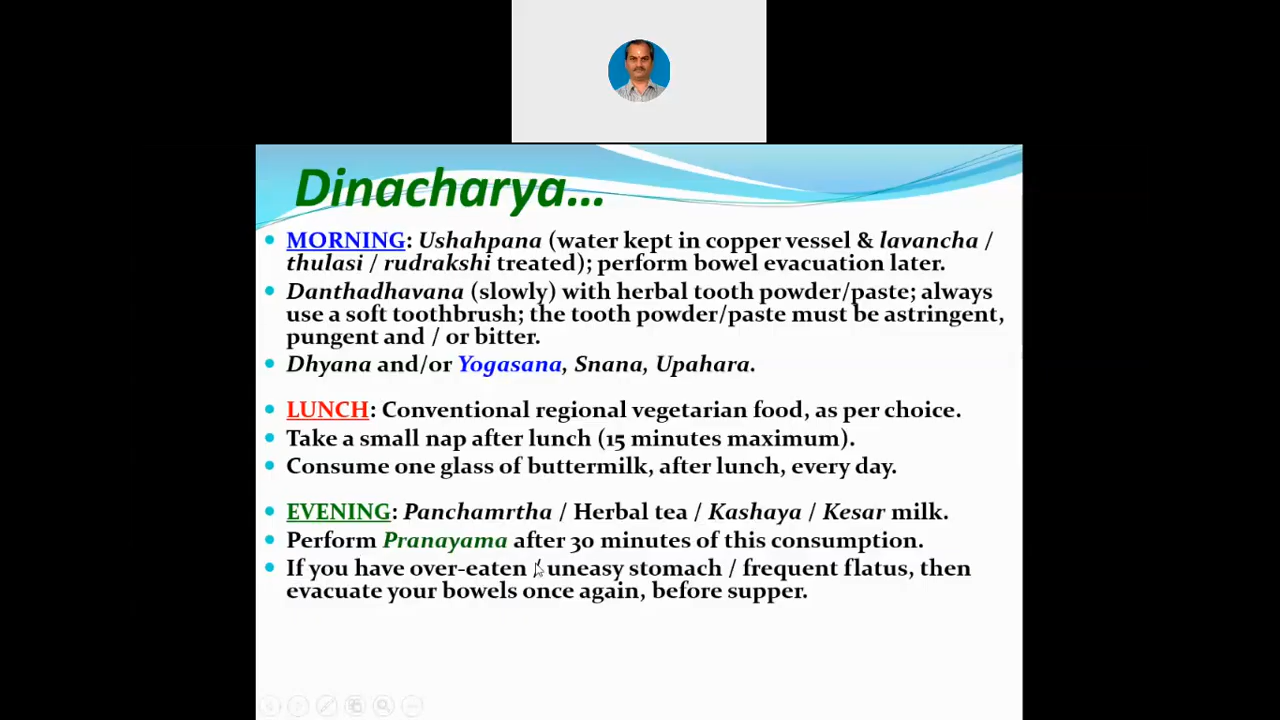 Dinacharya...
MORNING: Ushahpana (water kept in copper vessel & lavancha /
thulasi / rudrakshi treated); perform bowel evacuation later.
Danthadhavana (slowly) with herbal tooth powder/paste; always
use a soft toothbrush; the tooth powder/paste must be astringent,
pungent and / or bitter.
Dhyana and/or Yogasana, Snana, Upahara.
LUNCH: Conventional regional vegetarian food, as per choice.
Take a small nap after lunch (15 minutes maximum).
Consume one glass of buttermilk, after lunch, every day.
EVENING: Panchamrtha / Herbal tea / Kashaya / Kesar milk.
Perform Pranayama after 30 minutes of this consumption.
If you have over-eaten / uneasy stomach / frequent flatus, then
evacuate your bowels once again, before supper.